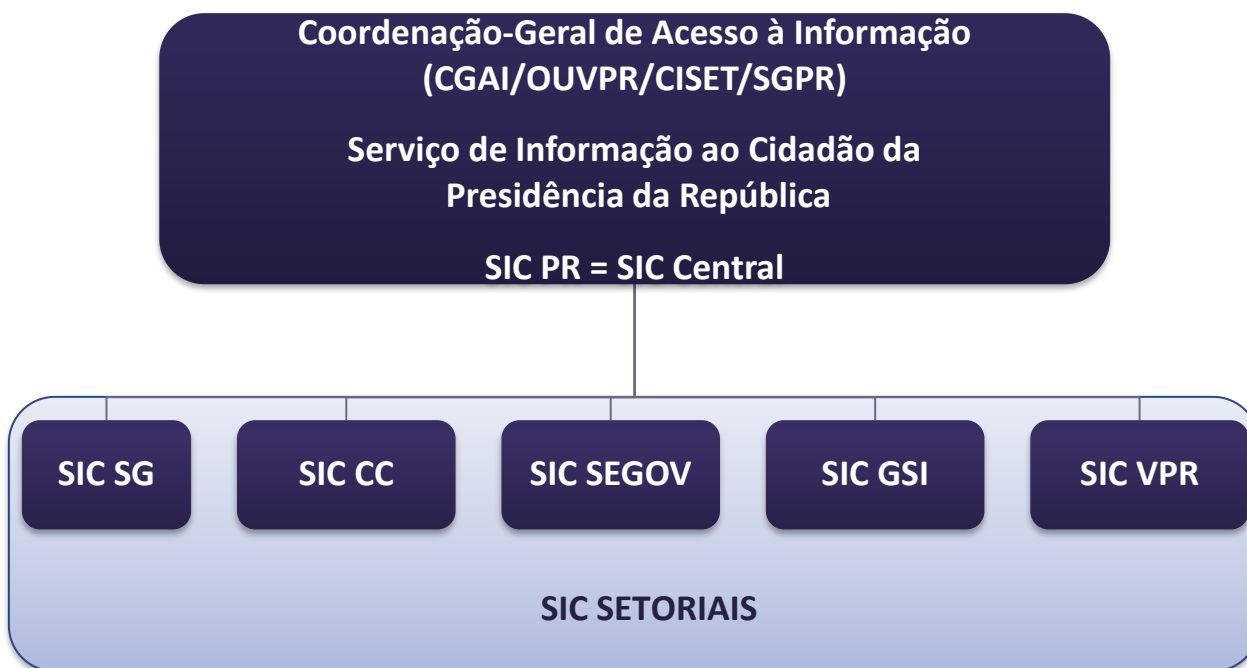 Coordenação-Geral de Acesso à Informação
(CGAI/OUVPR/CISET/SGPR)
Serviço de Informação ao Cidadão da
Presidência da República
SIC PR = SIC Central
SIC SG
SIC CC
SIC SEGOV
SIC GSI
SIC VPR
SIC SETORIAIS